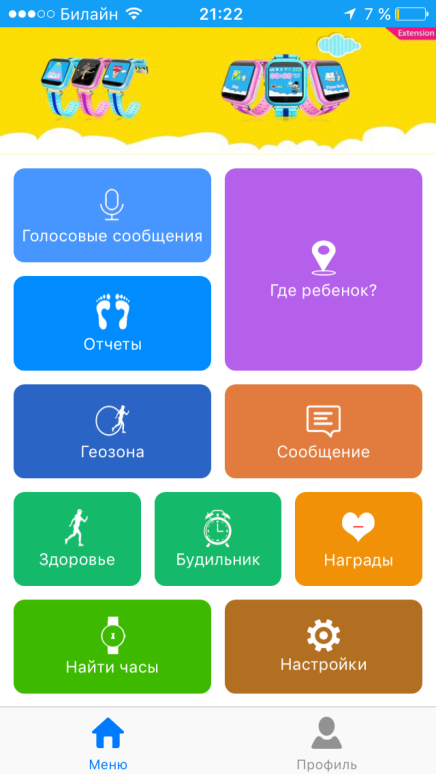 Билайн 21:22 7 %
Extension
Голосовые сообщения
Где ребенок?
Отчеты
Геозона
Сообщение
Здоровье
Будильник
Награды
Найти часы
Настройки
Меню
Профиль